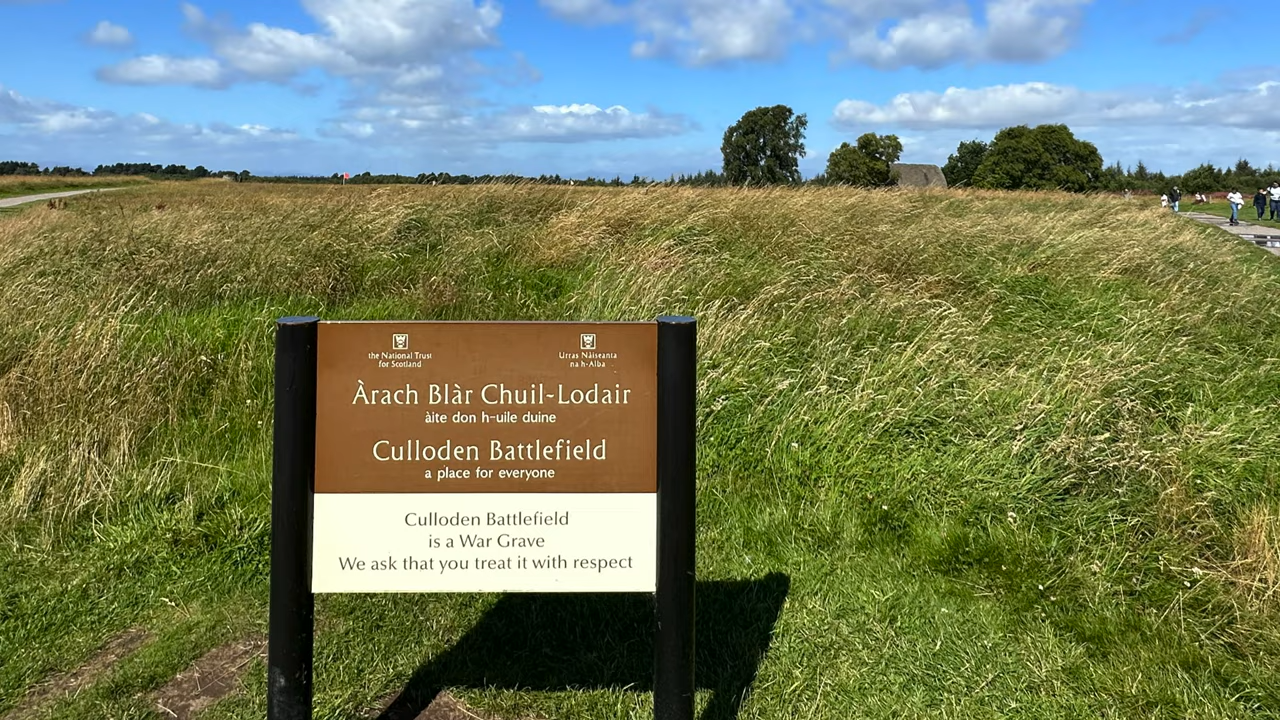 the National Trust
for Scotland
Urras Nàiseanta
na h-Alba
Àrach Blàr Chuil-Lodair
àite don h-uile duine
Culloden Battlefield
a place for everyone
Culloden Battlefield
is a War Grave
We ask that you treat it with respect